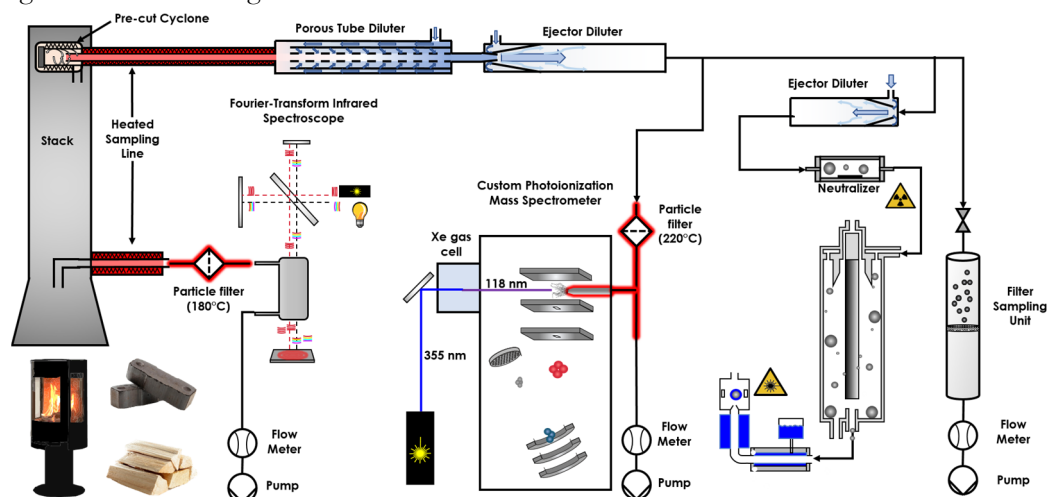 Pre-cut Cyclone
Porous Tube Diluter
Ejector Diluter
Ejector Diluter
Fourier-Transform Infrared
Spectroscope
Stack
Heated
Sampling
Line
Neutralizer
Custom Photoionization
Mass Spectrometer
Particle
filter
(220°C)
Xe gas
cell
118 nm
Particle filter
(180°C)
Filter
Sampling
Unit
355 nm
Flow
Meter
Flow
Meter
Flow
Meter
Pump
Pump
Pump